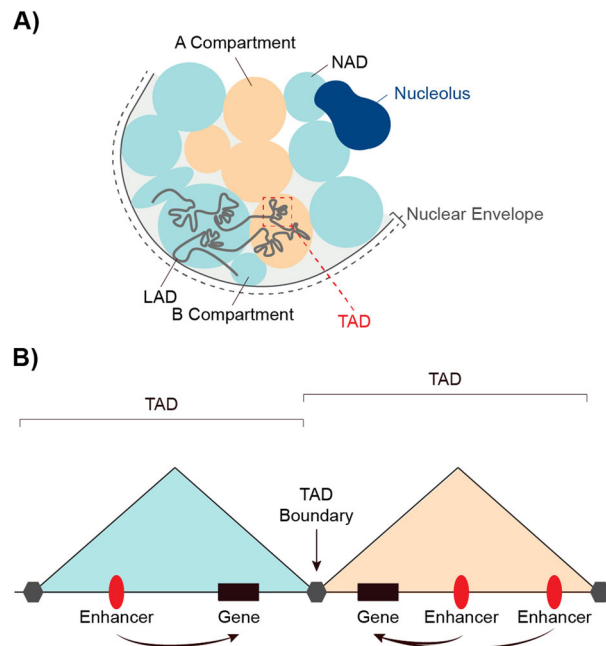 A)
A Compartment
NAD
Nucleolus
Nuclear Envelope
LAD
B Compartment
TAD
B)
TAD
TAD
TAD
Boundary
Enhancer
Gene
Gene
Enhancer
Enhancer